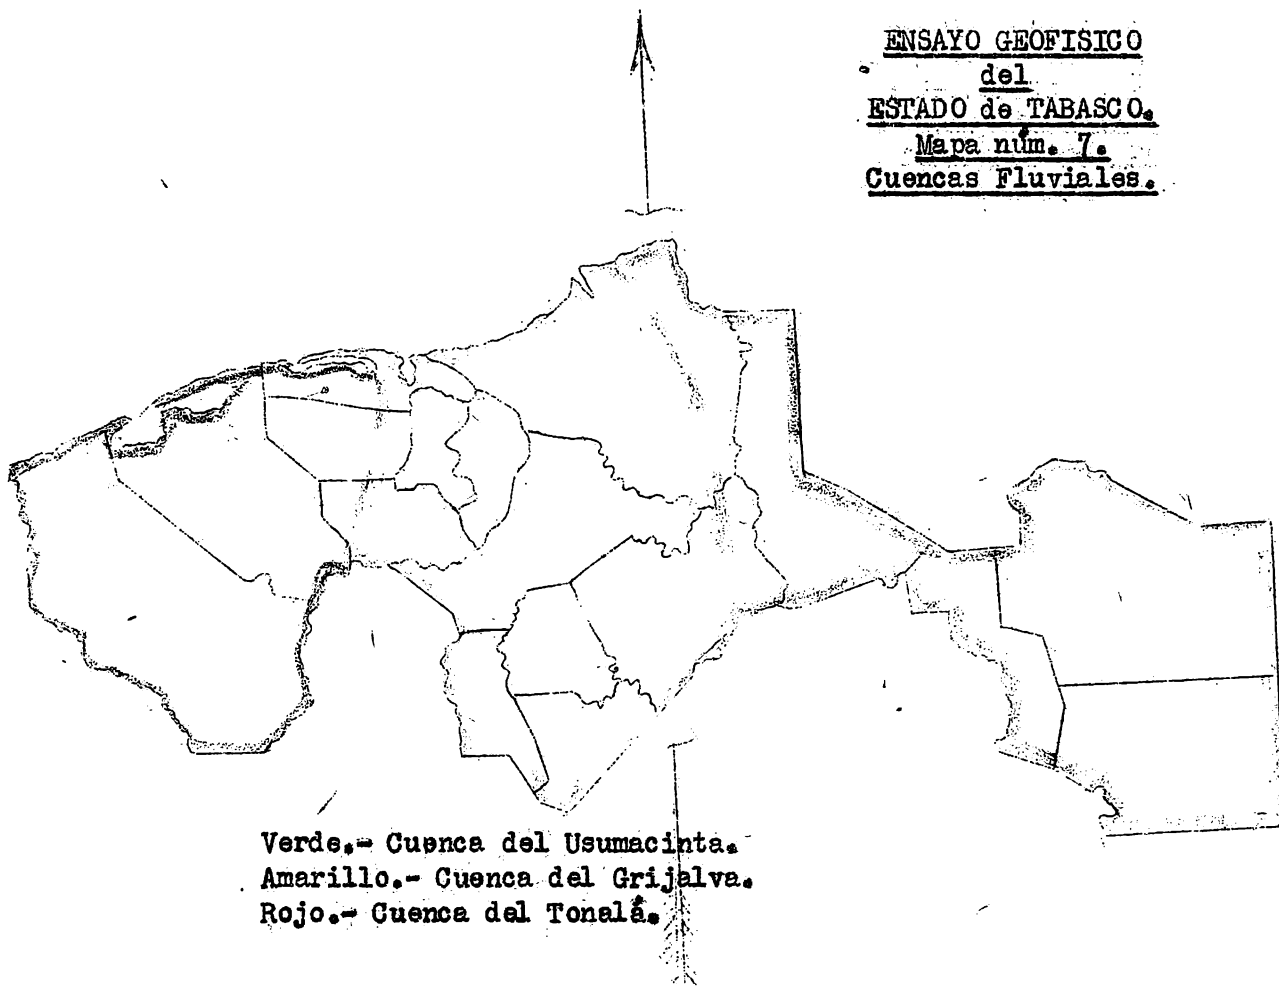 ENSAYO GEOFISICO
del
ESTADO de TABASCO.
Mapa núm. 7.
Cuencas Fluviales.
Verde.- Cuenca del Usumacinta.
Amarillo.- Cuenca del Grijalva.
Rojo.- Cuenca del Tonalá.